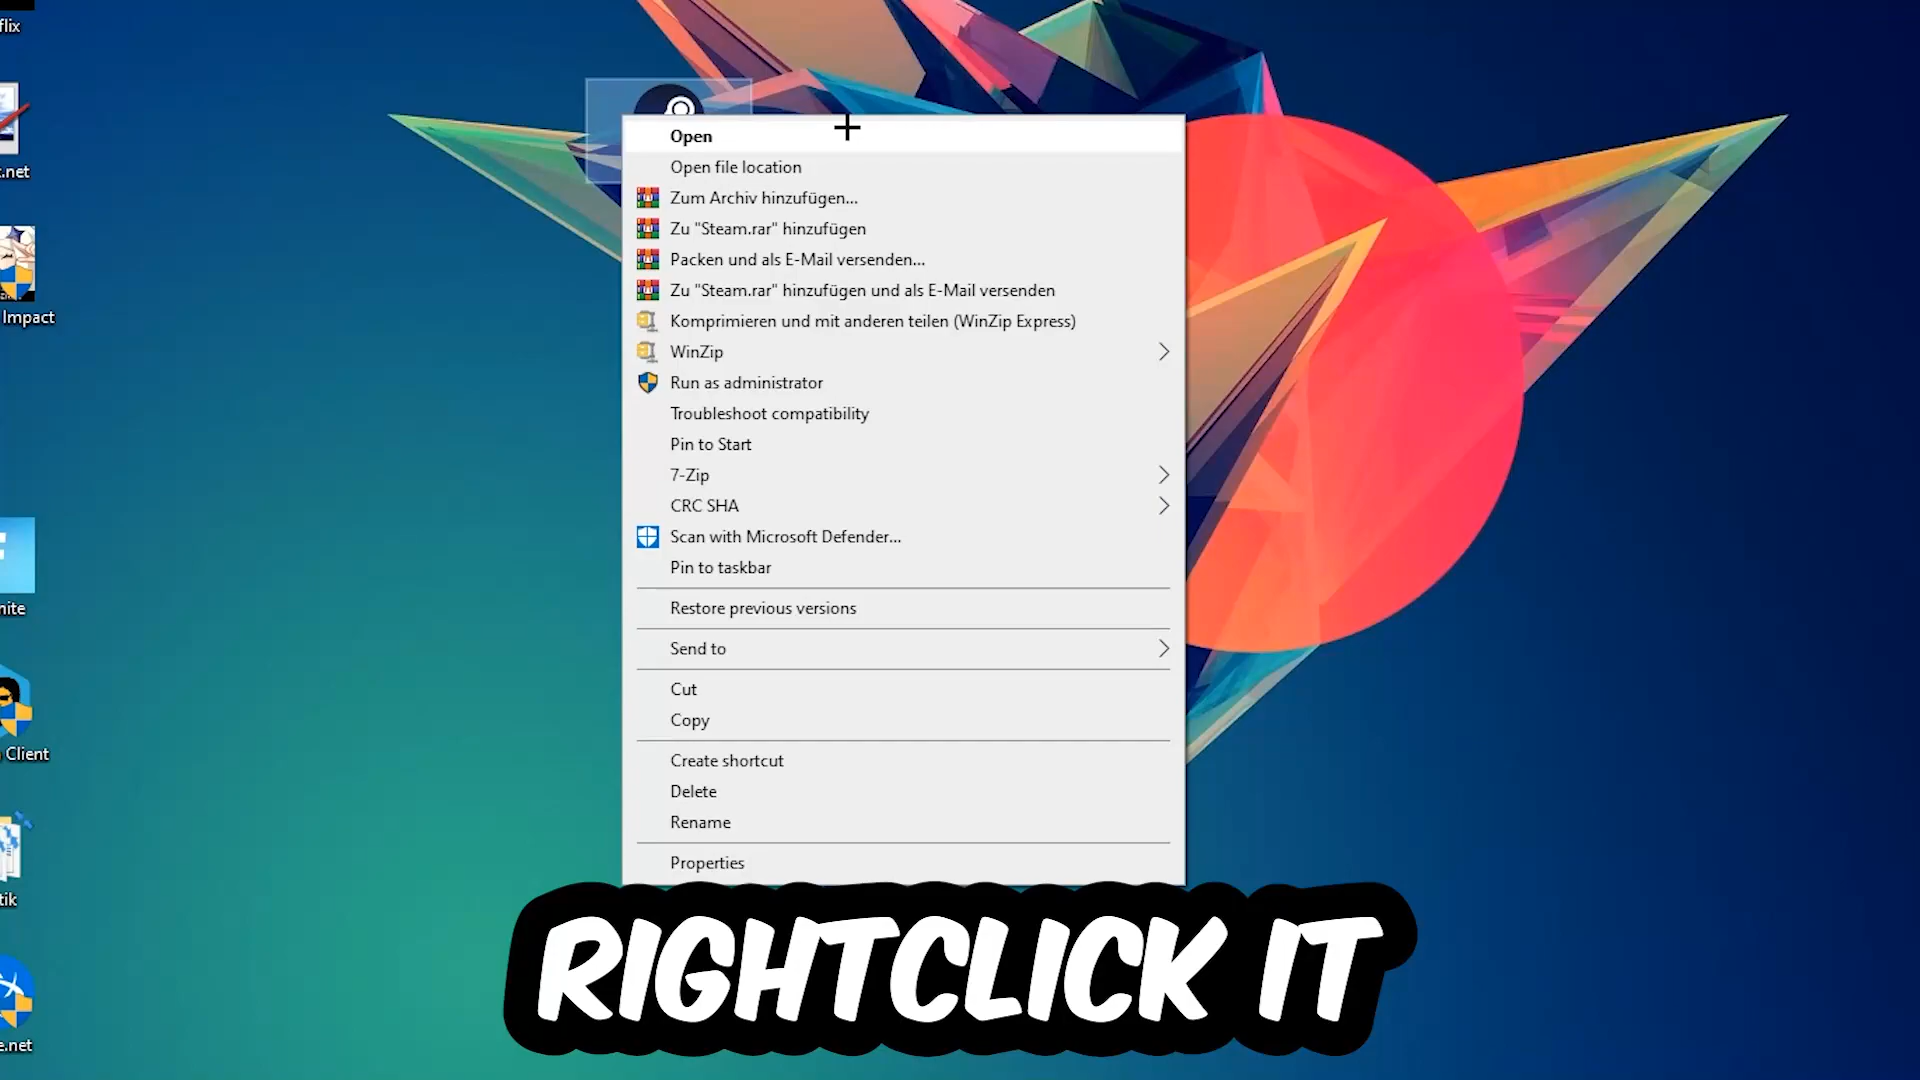 flix
.net
Impact
nite
Client
tik
e.net
Open
Open file location
Zum Archiv hinzufügen...
Zu "Steam.rar" hinzufügen
Packen und als E-Mail versenden...
Zu "Steam.rar" hinzufügen und als E-Mail versenden
Komprimieren und mit anderen teilen (WinZip Express)
WinZip
Run as administrator
Troubleshoot compatibility
Pin to Start
7-Zip
CRC SHA
Scan with Microsoft Defender...
Pin to taskbar
Restore previous versions
Send to
Cut
Copy
Create shortcut
Delete
Rename
Properties
RIGHTCLICK IT